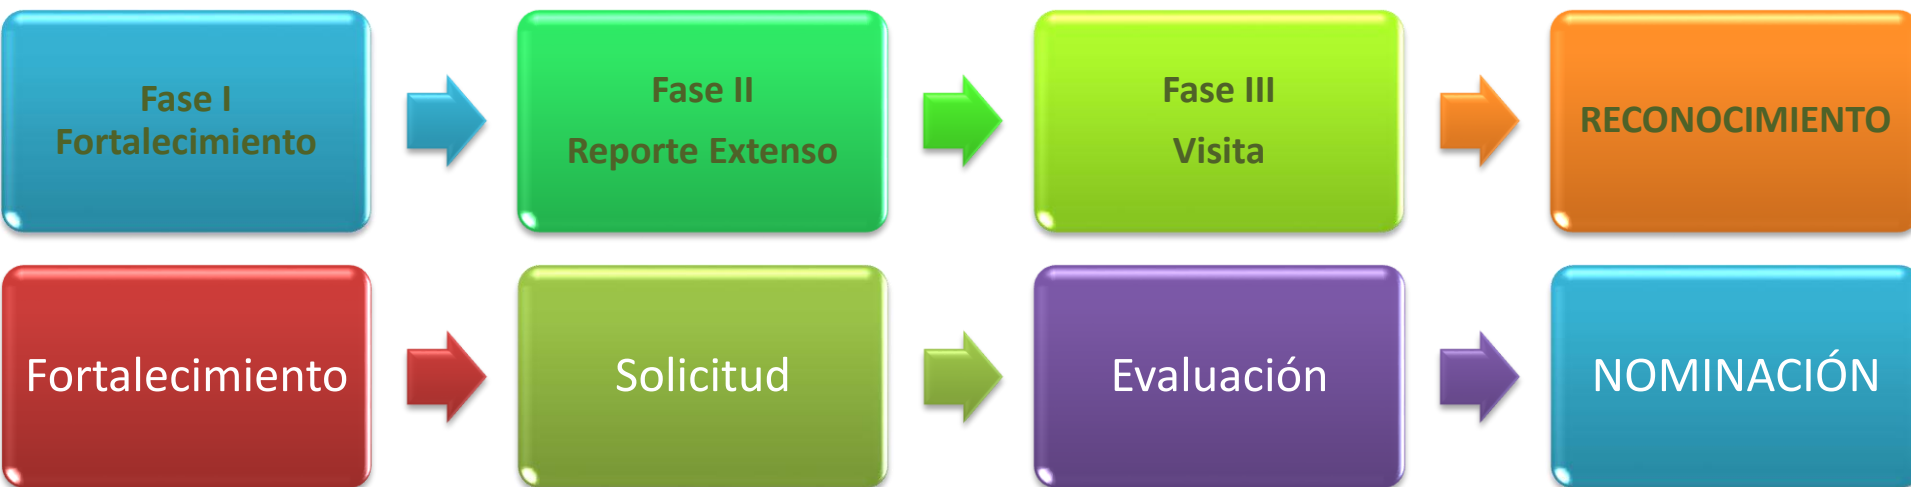 Fase I
Fortalecimiento
Fase II
Reporte Extenso
Fase III
Visita
RECONOCIMIENTO
Fortalecimiento
Solicitud
Evaluación
NOMINACIÓN